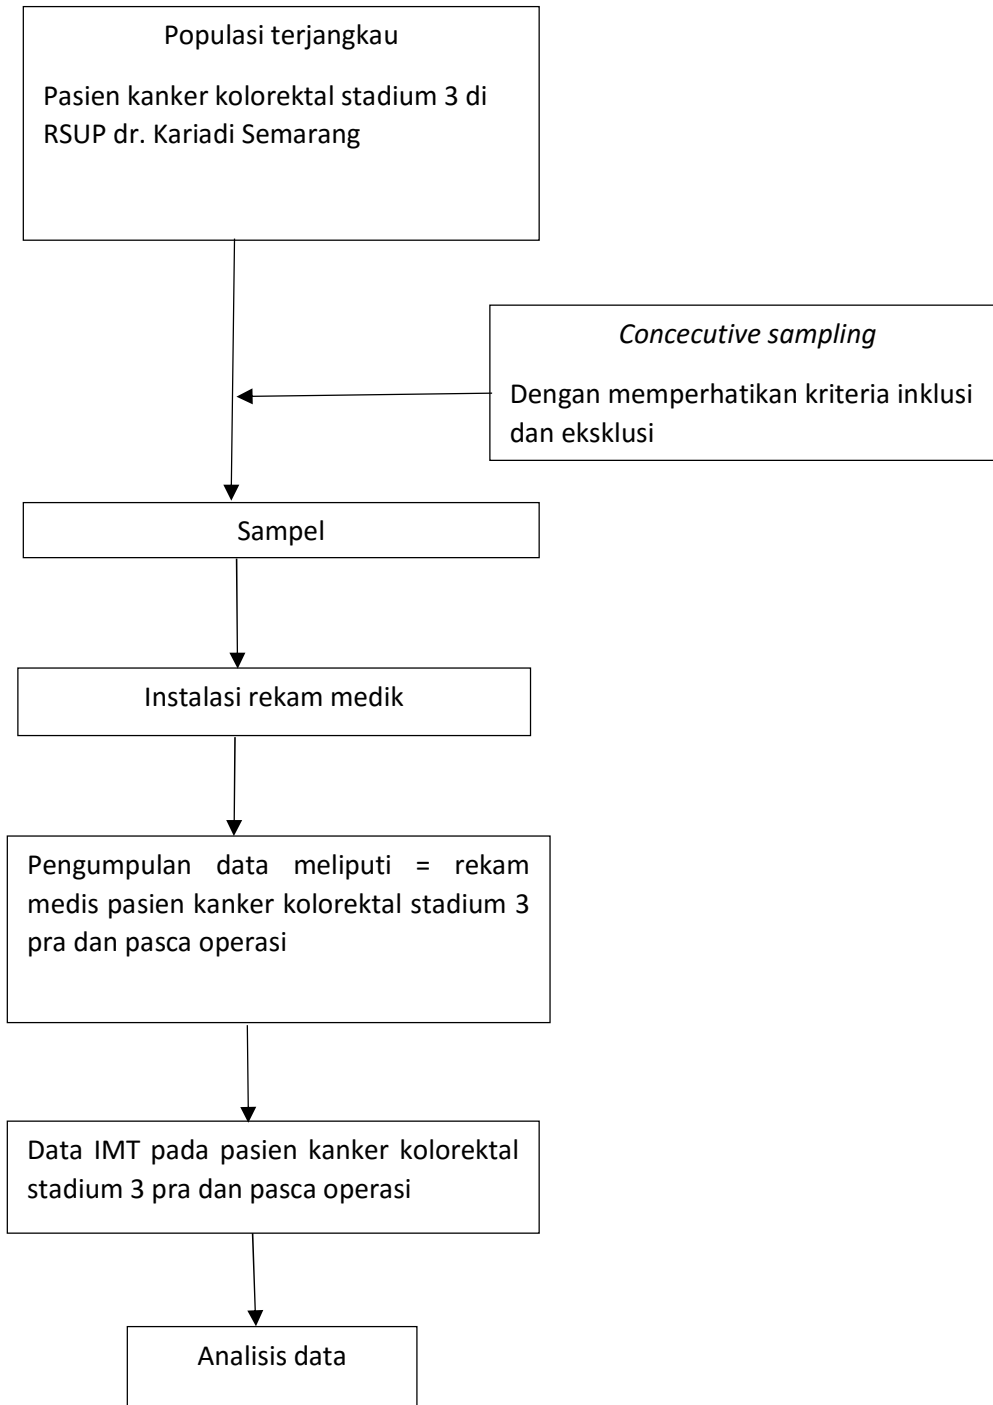 Populasi terjangkau
Pasien kanker kolorektal stadium 3 di
RSUP dr. Kariadi Semarang
Concecutive sampling
Dengan memperhatikan kriteria inklusi
dan eksklusi
Sampel
Instalasi rekam medik
Pengumpulan data meliputi = rekam
medis pasien kanker kolorektal stadium 3
pra dan pasca operasi
Data IMT pada pasien kanker kolorektal
stadium 3 pra dan pasca operasi
Analisis data